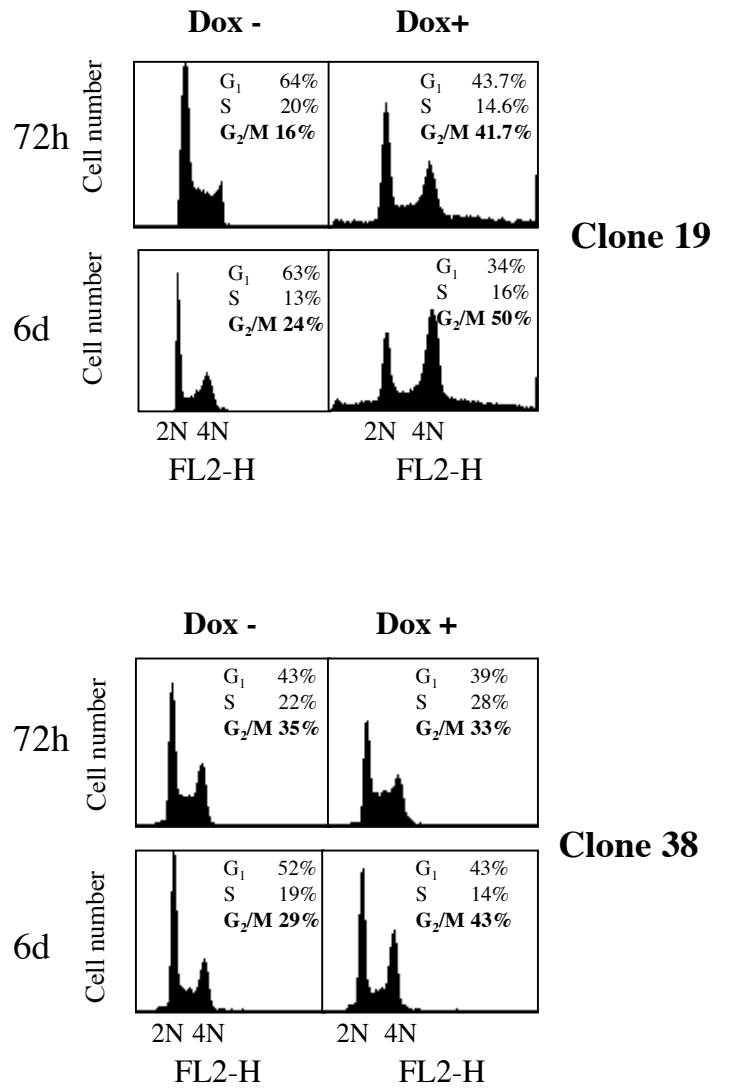 Dox - Dox+
72h
Cell number
G₁ 64%
S 20%
G₂/M 16%
G₁ 43.7%
S 14.6%
G₂/M 41.7%
Clone 19
6d
Cell number
G₁ 63%
S 13%
G₂/M 24%
G₁ 34%
S 16%
G₂/M 50%
2N 4N 2N 4N
FL2-H FL2-H
Dox - Dox +
72h
Cell number
G₁ 43%
S 22%
G₂/M 35%
G₁ 39%
S 28%
G₂/M 33%
Clone 38
6d
Cell number
G₁ 52%
S 19%
G₂/M 29%
G₁ 43%
S 14%
G₂/M 43%
2N 4N 2N 4N
FL2-H FL2-H